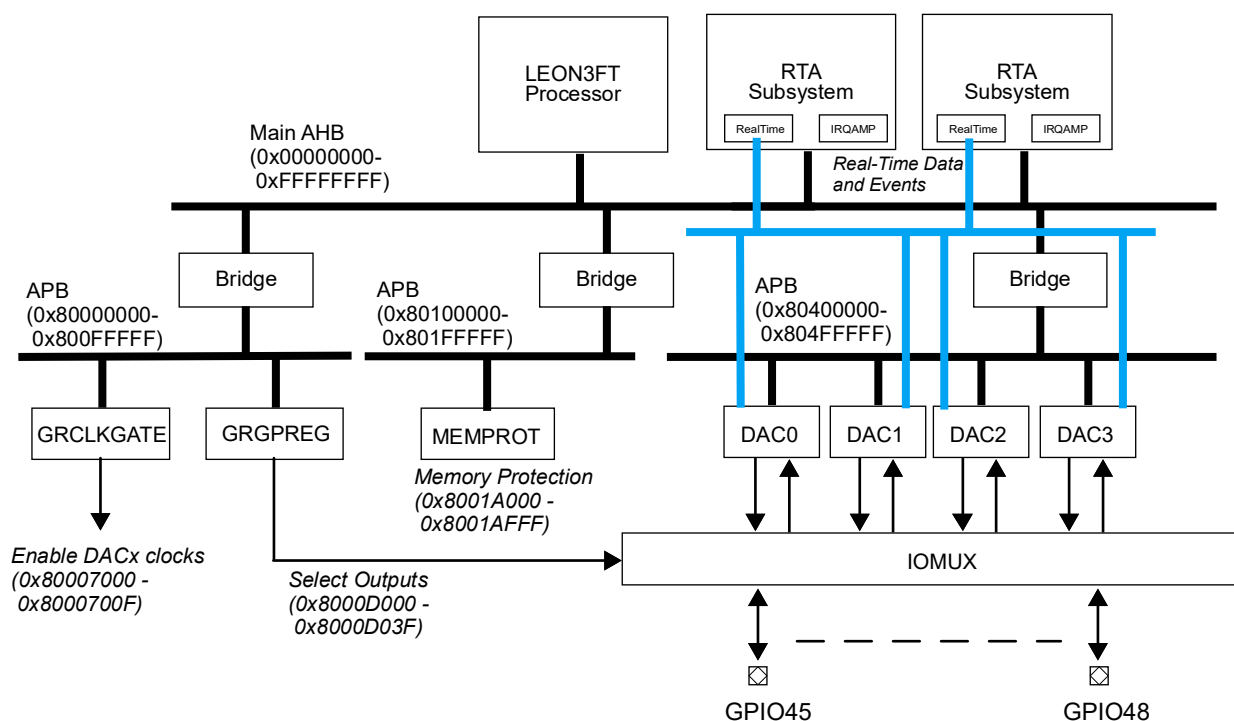 LEON3FT
Processor
RTA
Subsystem
RealTime
IRQAMP
RTA
Subsystem
RealTime
IRQAMP
Main AHB
(0x00000000-
0xFFFFFFFF)
Real-Time Data
and Events
Bridge
Bridge
Bridge
APB
(0x80000000-
0x800FFFFF)
APB
(0x80100000-
0x801FFFFF)
APB
(0x80400000-
0x804FFFFF)
GRCLKGATE
GRGPREG
MEMPROT
DAC0
DAC1
DAC2
DAC3
Memory Protection
(0x8001A000 -
0x8001AFFF)
Enable DACx clocks
(0x80007000 -
0x8000700F)
Select Outputs
(0x8000D000 -
0x8000D03F)
IOMUX
GPIO45
GPIO48